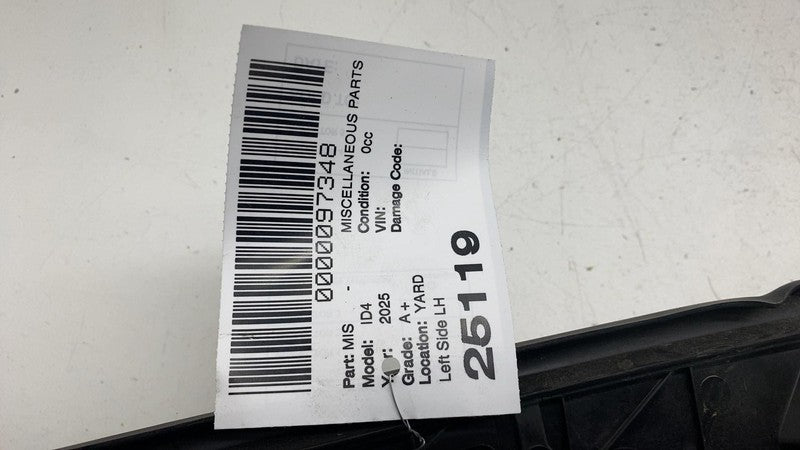 0000097348
Part: MIS - MISCELLANEOUS PARTS
Model: ID4 Condition: 0cc
Year: 2025 VIN:
Grade: A+ Damage Code:
Location: YARD
Left Side LH
25119